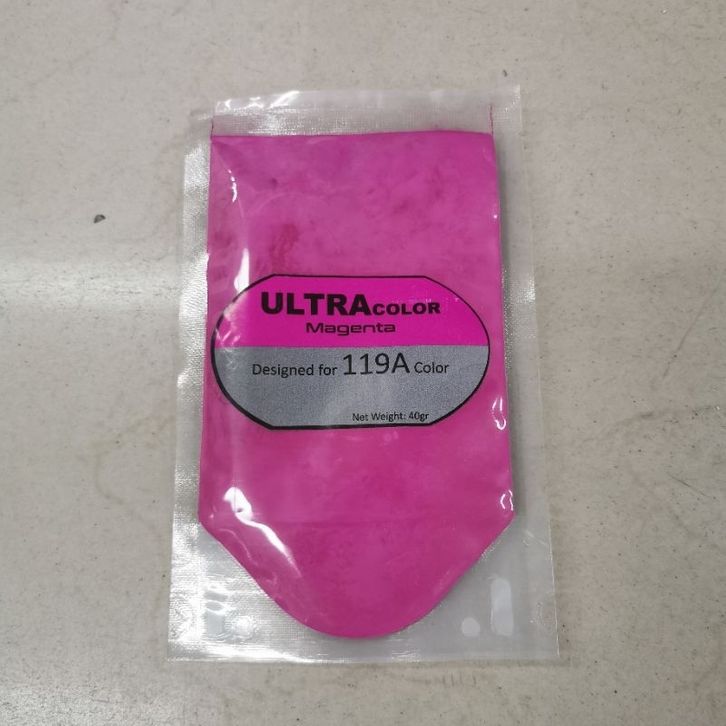 ULTRACOLOR
Magenta
Designed for 119A Color
Net Weight: 40gr